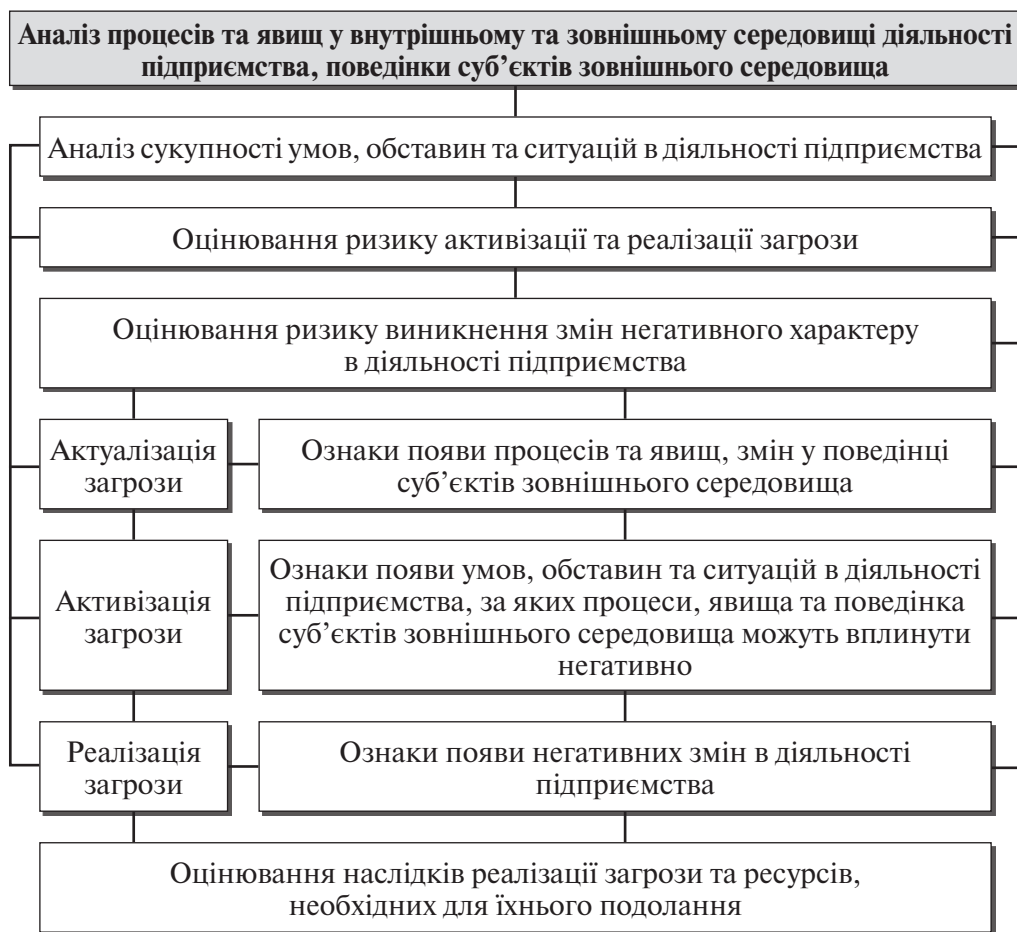 Аналіз процесів та явищ у внутрішньому та зовнішньому середовищі діяльності
підприємства, поведінки суб’єктів зовнішнього середовища
Аналіз сукупності умов, обставин та ситуацій в діяльності підприємства
Оцінювання ризику активізації та реалізації загрози
Оцінювання ризику виникнення змін негативного характеру
в діяльності підприємства
Актуалізація
загрози
Ознаки появи процесів та явищ, змін у поведінці
суб’єктів зовнішнього середовища
Активізація
загрози
Ознаки появи умов, обставин та ситуацій в діяльності
підприємства, за яких процеси, явища та поведінка
суб’єктів зовнішнього середовища можуть вплинути
негативно
Реалізація
загрози
Ознаки появи негативних змін в діяльності
підприємства
Оцінювання наслідків реалізації загрози та ресурсів,
необхідних для їхнього подолання